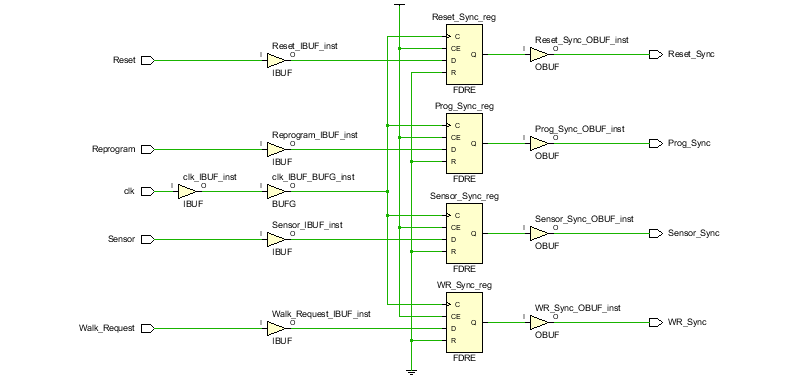 Reset_Sync_reg
Reset_IBUF_inst
C
Reset_Sync_OBUF_inst
I
O
CE
I
O
Reset
D
Q
Reset_Sync
IBUF
R
OBUF
FDRE
Prog_Sync_reg
Reprogram_IBUF_inst
C
Prog_Sync_OBUF_inst
I
O
CE
I
O
Reprogram
D
Q
Prog_Sync
IBUF
R
OBUF
FDRE
clk_IBUF_inst
clk_IBUF_BUFG_inst
I
O
I
O
clk
IBUF
BUFG
Sensor_Sync_reg
Sensor_IBUF_inst
C
Sensor_Sync_OBUF_inst
I
O
CE
I
O
Sensor
D
Q
Sensor_Sync
IBUF
R
OBUF
FDRE
WR_Sync_reg
Walk_Request_IBUF_inst
C
WR_Sync_OBUF_inst
I
O
CE
I
O
Walk_Request
D
Q
WR_Sync
IBUF
R
OBUF
FDRE